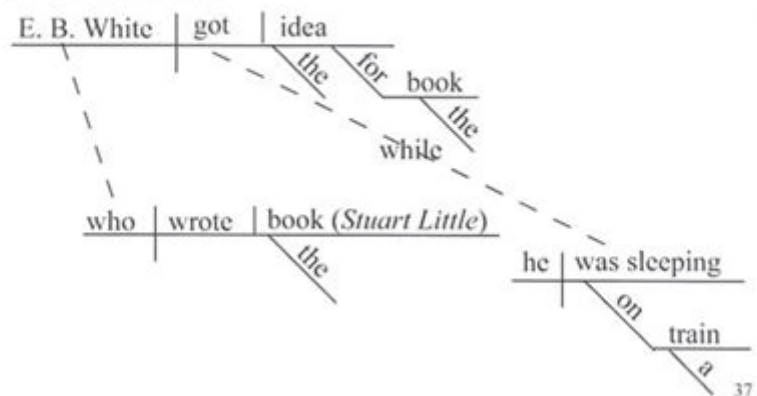 E. B. White got idea
the for book
the
while
who wrote book (Stuart Little)
the
he was sleeping
on train
a
37